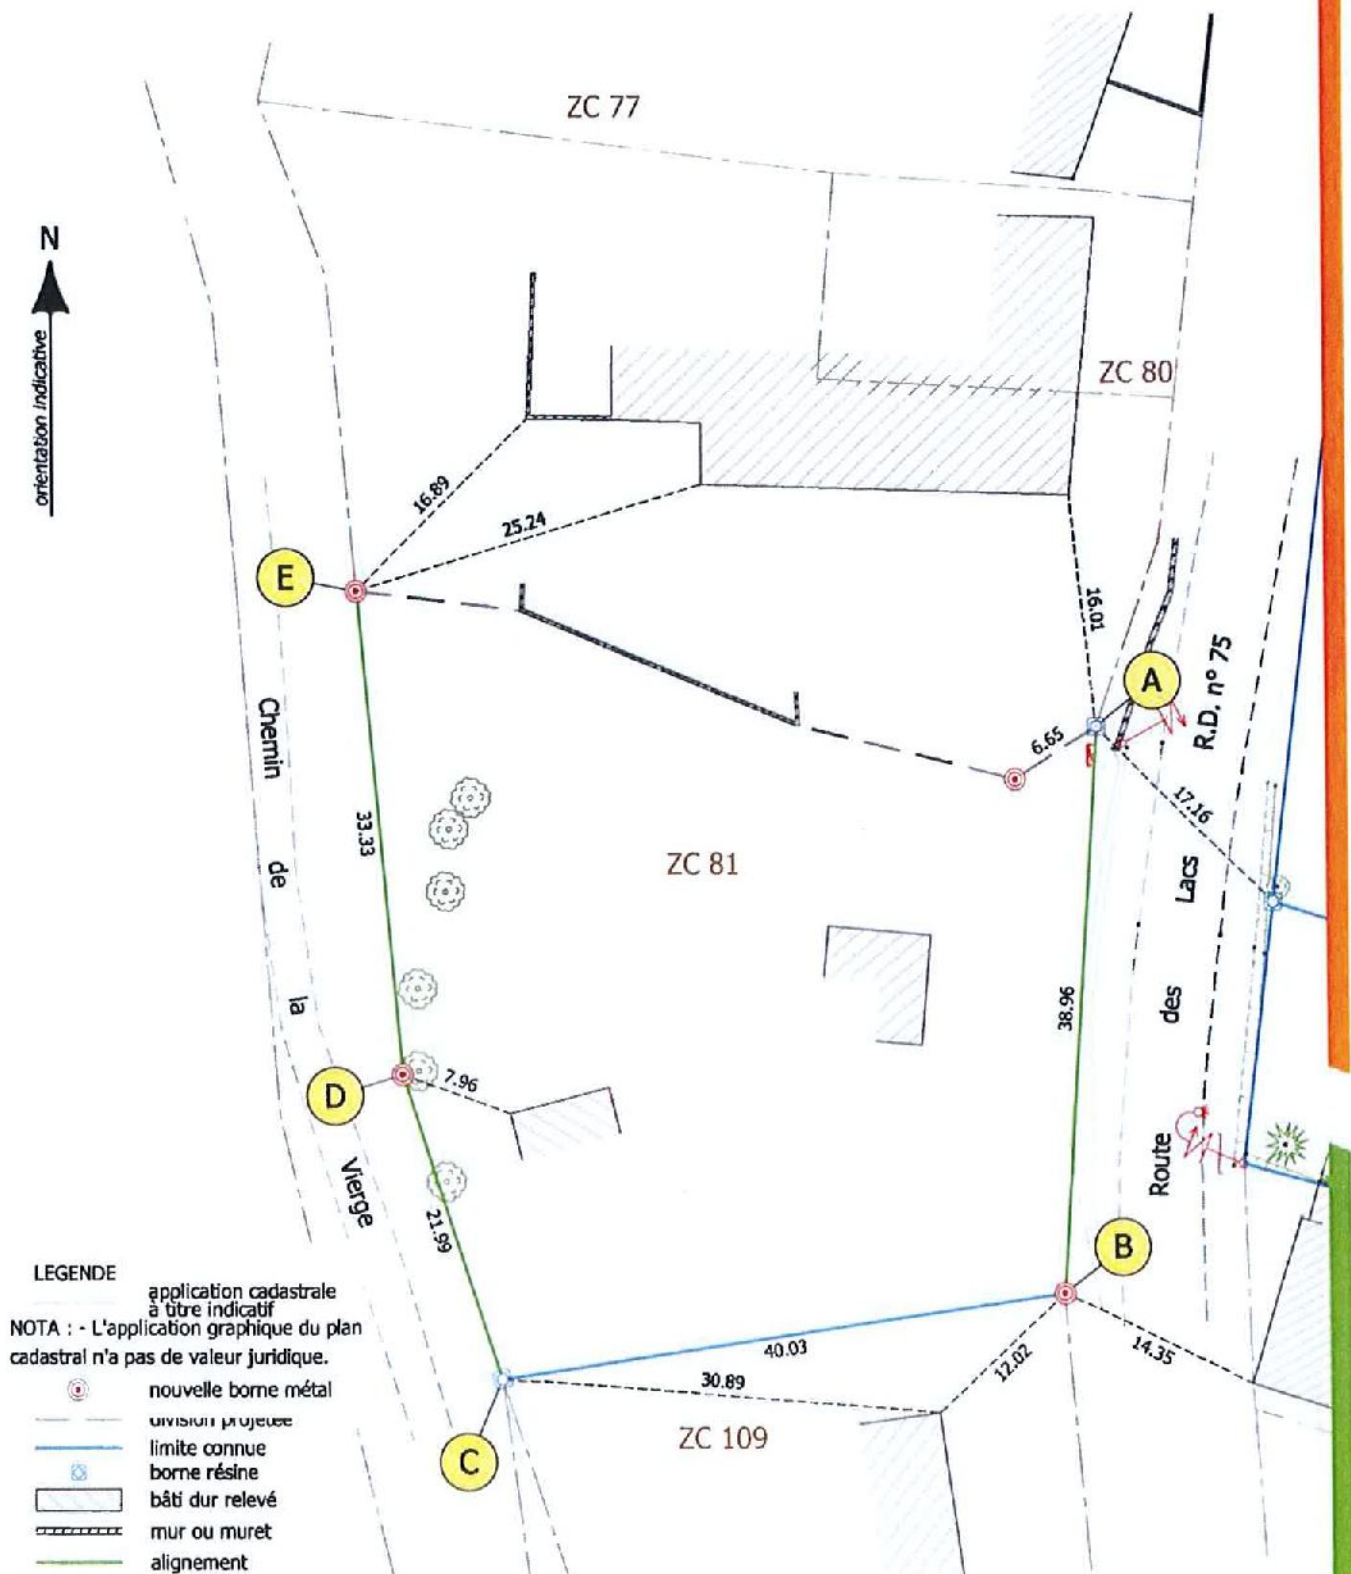 ZC 77
N
orientation indicative
ZC 80
16.89
25.24
E
16.01
A
R.D. n° 75
6.65
17.16
Chemin
de
la
Vierge
33.33
ZC 81
Lacs
des
Route
38.96
D
7.96
21.99
B
40.03
30.89
12.02
14.35
ZC 109
C
LEGENDE
application cadastrale
à titre indicatif
NOTA : - L'application graphique du plan
cadastral n'a pas de valeur juridique.
nouvelle borne métal
division projetée
limite connue
borne résine
bâti dur relevé
mur ou muret
alignement